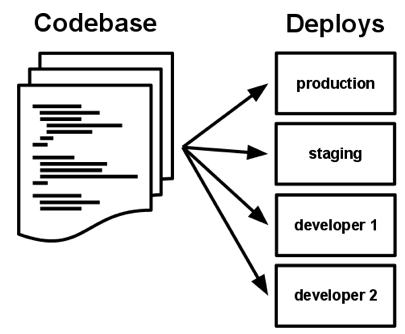 Codebase
Deploys
production
staging
developer 1
developer 2